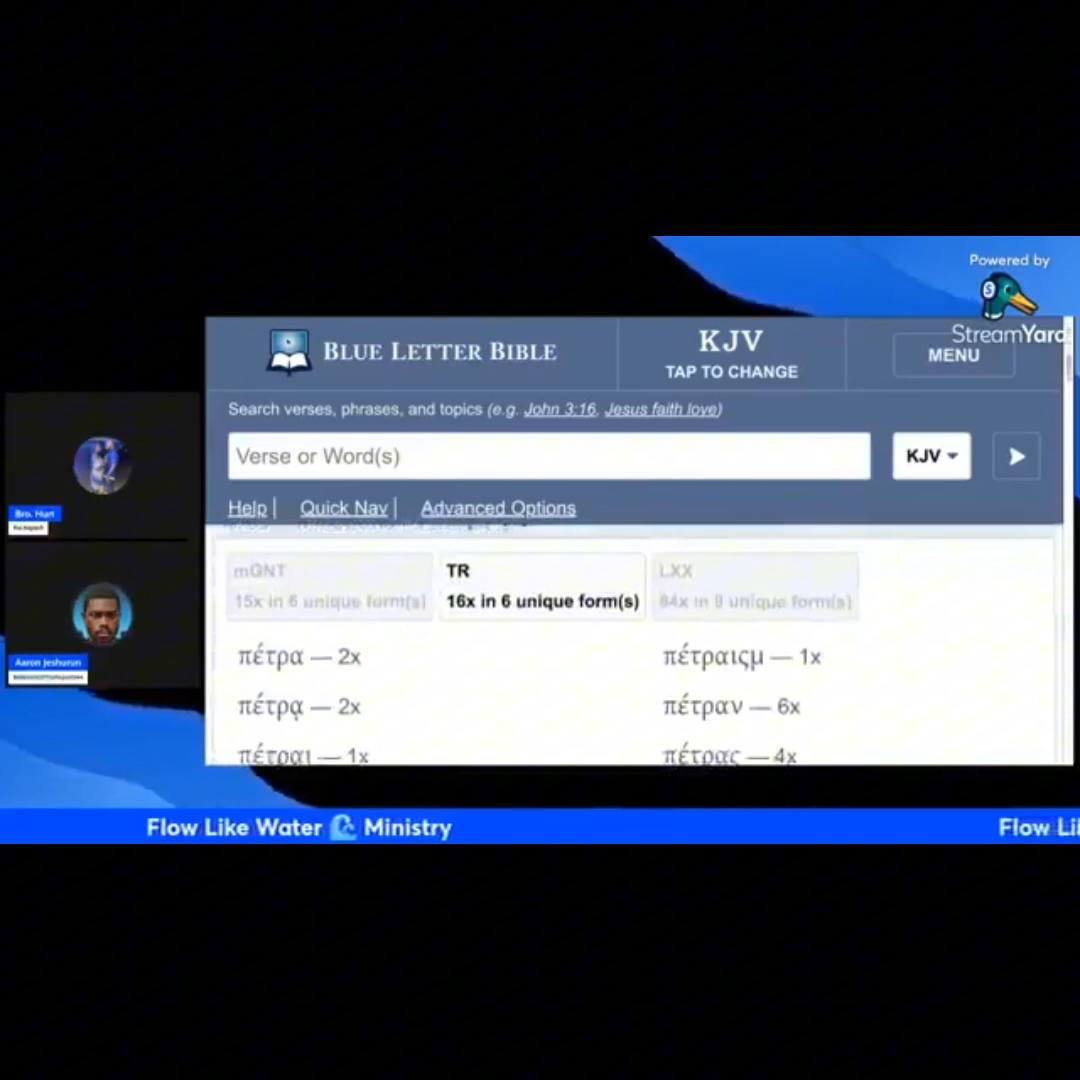 Powered by
StreamYard
BLUE LETTER BIBLE
KJV
TAP TO CHANGE
MENU
Search verses, phrases, and topics (e.g. John 3:16, Jesus faith love)
Verse or Word(s)
KJV
Help | Quick Nav | Advanced Options
mGNT
15x in 6 unique form(s)
TR
16x in 6 unique form(s)
LXX
84x in 8 unique form(s)
πέτρα — 2x
πέτραιςμ — 1x
πέτρᾳ — 2x
πέτραν — 6x
πέτραι — 1x
πέτρας — 4x
Bro. Hurt
Aaron Jeshurun
Flow Like Water 🌊 Ministry
Flow Li